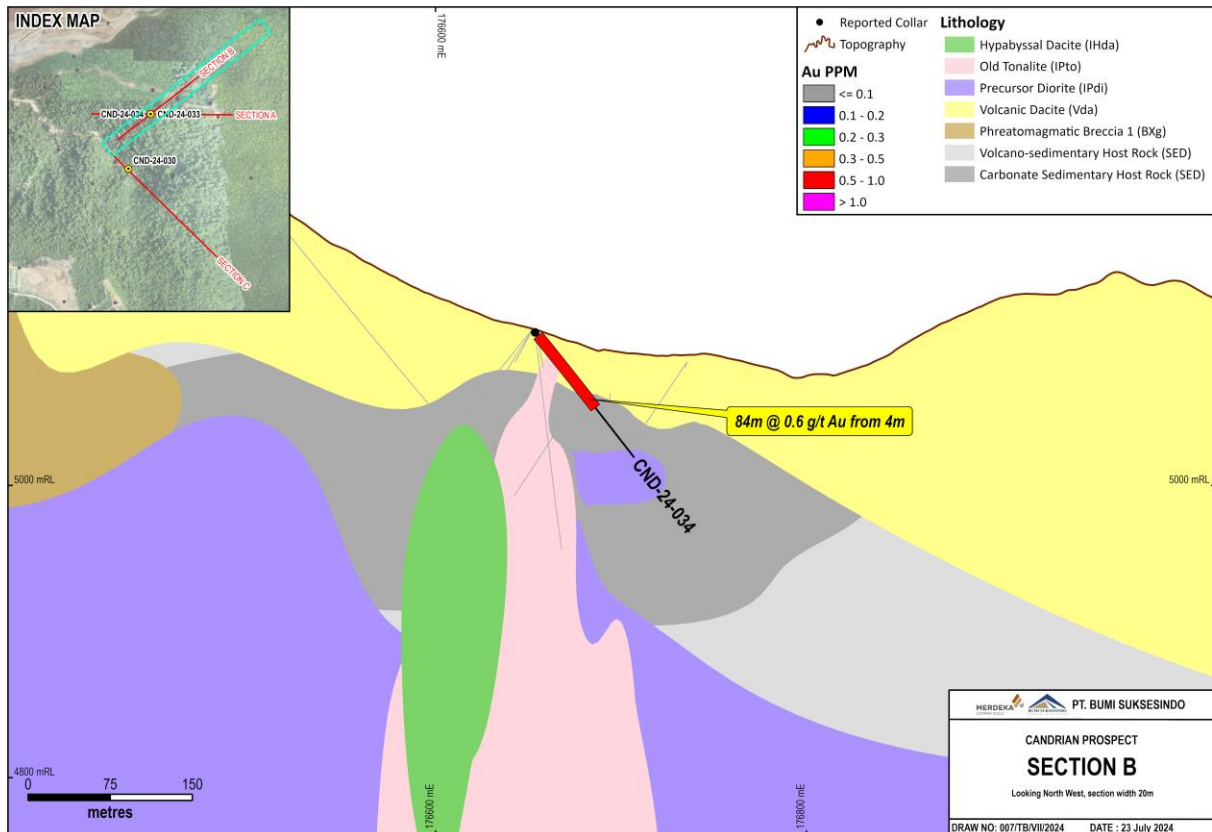 INDEX MAP
SECTION B
CND-24-034
CND-24-033
SECTION A
CND-24-030
SECTION C
176600 mE
Reported Collar
Topography
Au PPM
<= 0.1
0.1 - 0.2
0.2 - 0.3
0.3 - 0.5
0.5 - 1.0
> 1.0
Lithology
Hypabyssal Dacite (IHda)
Old Tonalite (IPto)
Precursor Diorite (IPdi)
Volcanic Dacite (Vda)
Phreatomagmatic Breccia 1 (BXg)
Volcano-sedimentary Host Rock (SED)
Carbonate Sedimentary Host Rock (SED)
84m @ 0.6 g/t Au from 4m
CND-24-034
5000 mRL
5000 mRL
4800 mRL
0 75 150
metres
176600 mE
176800 mE
MERDEKA
COPPER GOLD
BUMI SUKSESINDO
PT. BUMI SUKSESINDO
CANDRIAN PROSPECT
SECTION B
Looking North West, section width 20m
DRAW NO: 007/TB/VII/2024 DATE : 23 July 2024